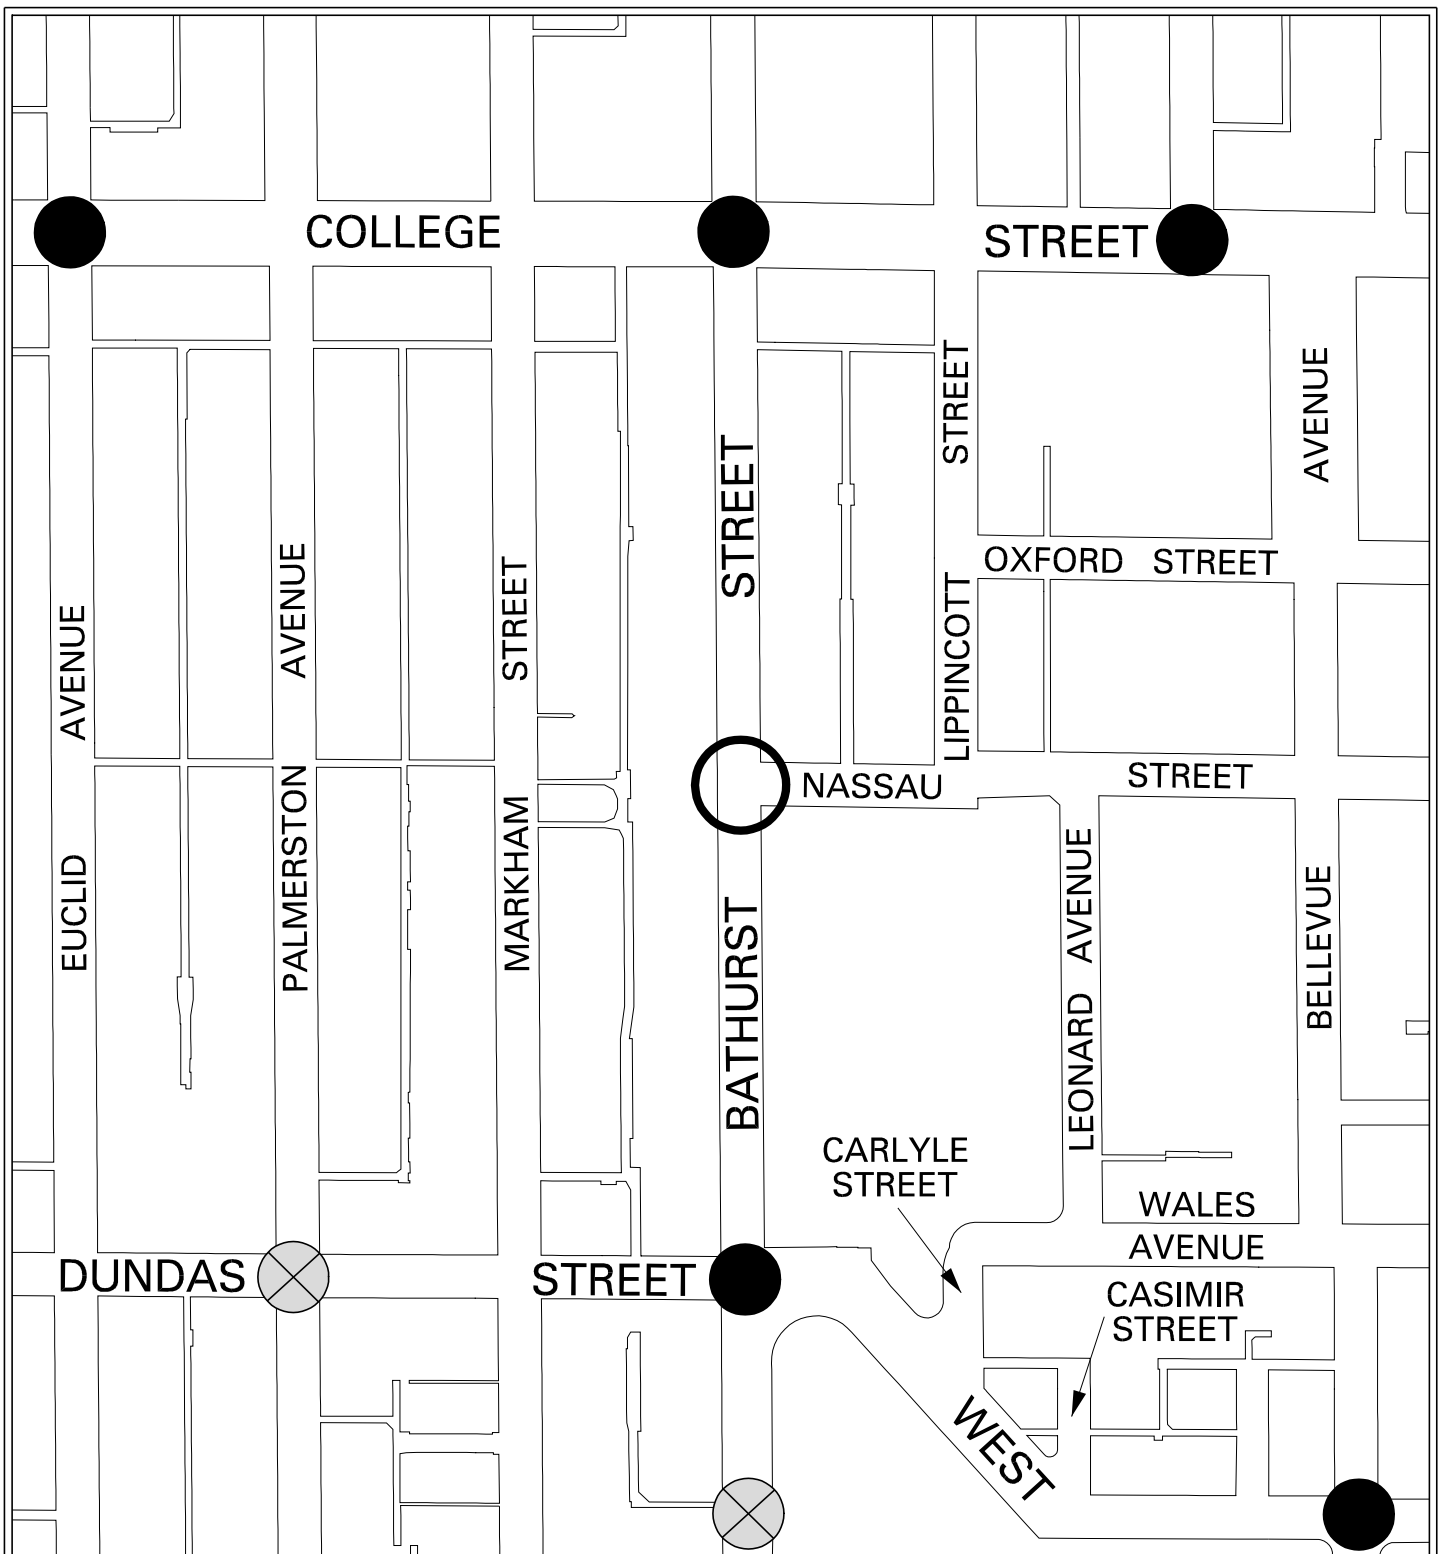 COLLEGE STREET
STREET
AVENUE
STREET
AVENUE
STREET
AVENUE
OXFORD STREET
LIPPINCOTT
NASSAU STREET
PALMERSTON
MARKHAM
EUCLID
BATHURST
LEONARD AVENUE
BELLEVUE
CARLYLE
STREET
WALES
AVENUE
DUNDAS STREET
CASIMIR
STREET
WEST